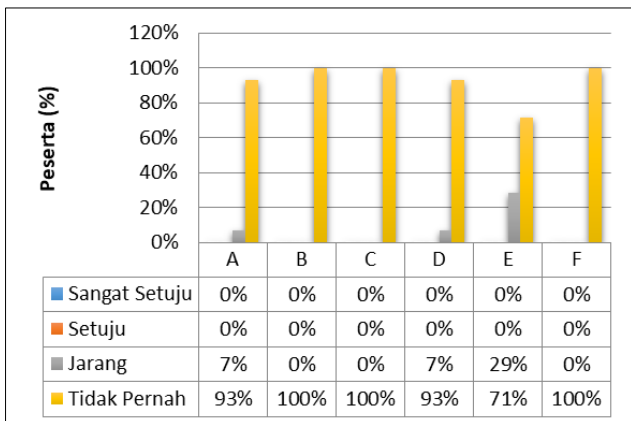 120%
100%
80%
60%
40%
20%
0%
Peserta (%)
A B C D E F
Sangat Setuju 0% 0% 0% 0% 0% 0%
Setuju 0% 0% 0% 0% 0% 0%
Jarang 7% 0% 0% 7% 29% 0%
Tidak Pernah 93% 100% 100% 93% 71% 100%